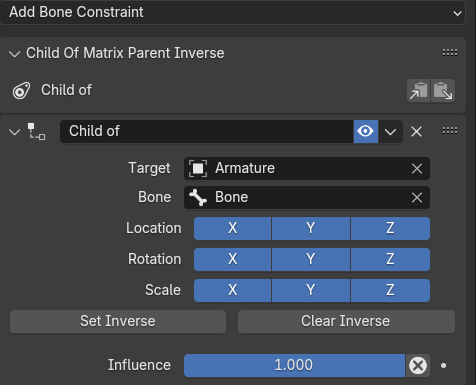 Add Bone Constraint
Child Of Matrix Parent Inverse
Child of
Child of
Target Armature
Bone Bone
Location X Y Z
Rotation X Y Z
Scale X Y Z
Set Inverse Clear Inverse
Influence 1.000